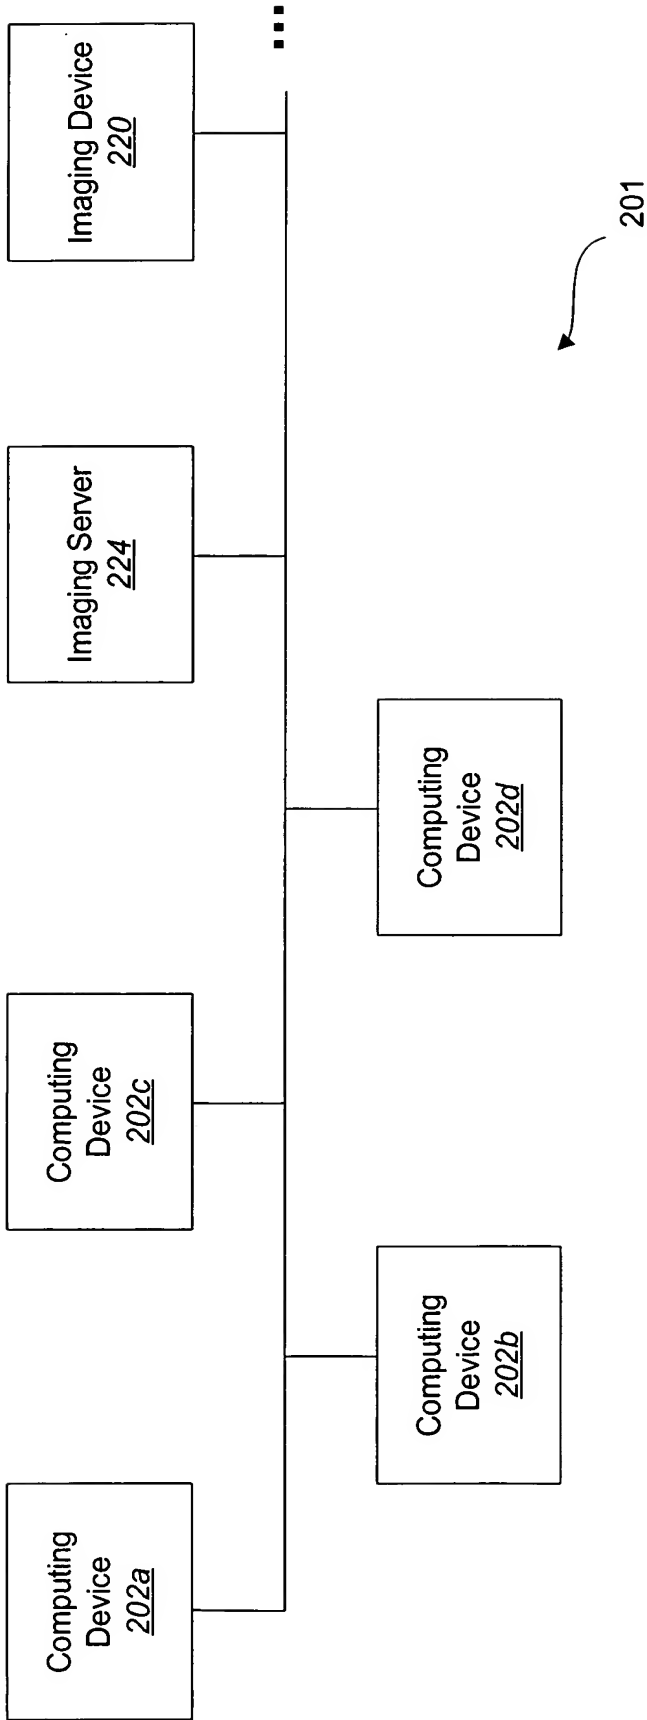 Computing
Device
202a
Computing
Device
202c
Imaging Server
224
Imaging Device
220
...
Computing
Device
202b
Computing
Device
202d
201